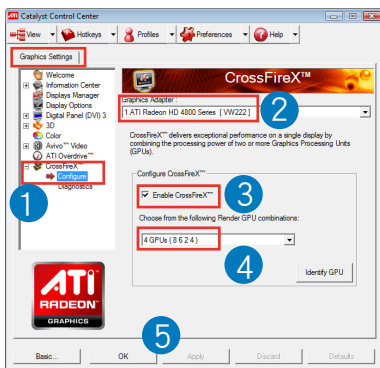 ATI Catalyst Control Center
View Hotkeys Profiles Preferences Help
Graphics Settings
Welcome
Information Center
Displays Manager
Display Options
Digital Panel (DVI) 3
3D
Color
Avivo™ Video
ATI Overdrive™
CrossFireX™
Configure
Diagnostics
1
CrossFireX™
Graphics Adapter :
1.ATI Radeon HD 4800 Series [ VW222 ]
2
CrossFireX™ delivers exceptional performance on a single display by
combining the processing power of two or more Graphics Processing Units
(GPUs).
Configure CrossFireX™
Enable CrossFireX™
3
Choose from the following Render GPU combinations:
4 GPUs ( 8 6 2 4 )
4
Identify GPU
ATI
RADEON
GRAPHICS
5
Basic... OK Apply Discard Defaults